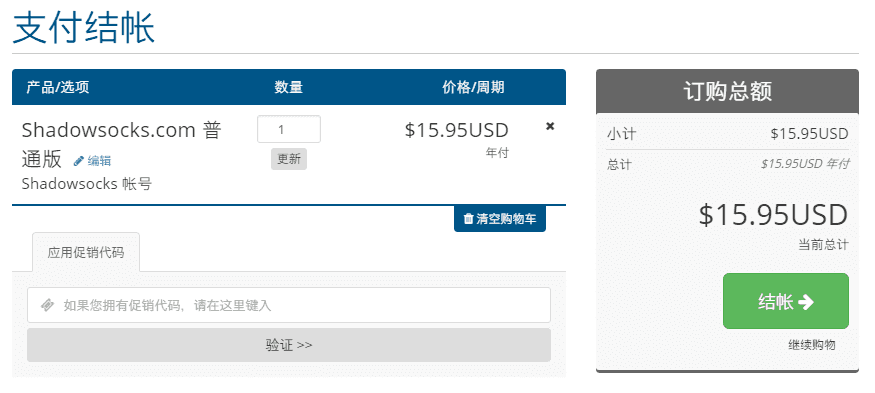 支付结帐
产品/选项 数量 价格/周期
Shadowsocks.com 普
通版 编辑
Shadowsocks 帐号
1
更新
$15.95USD
年付
清空购物车
应用促销代码
如果您拥有促销代码，请在这里键入
验证 >>
订购总额
小计 $15.95USD
总计 $15.95USD 年付
$15.95USD
当前总计
结帐
继续购物